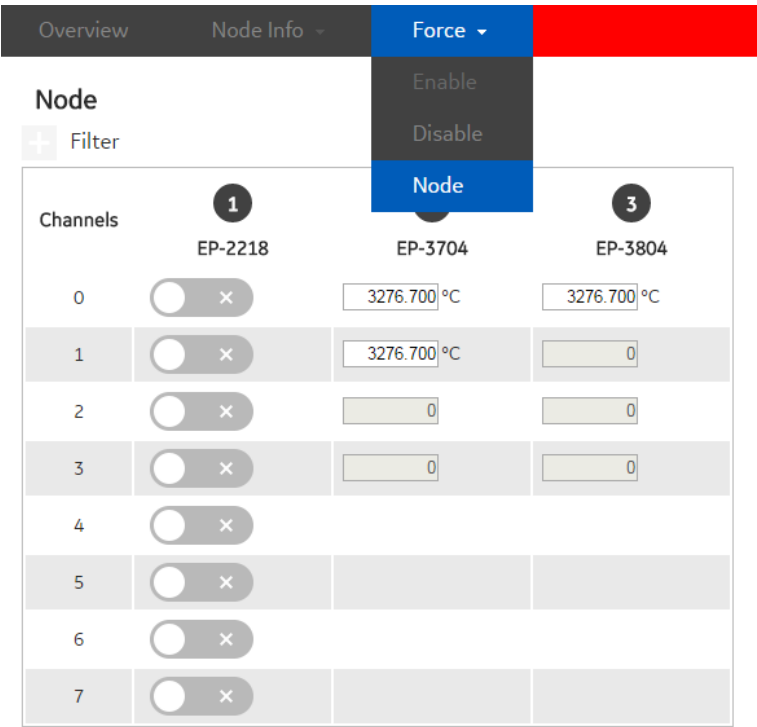 Overview Node Info Force
Enable
Node
Filter
Disable
Node
1 3
Channels
EP-2218 EP-3704 EP-3804
0 3276.700 °C 3276.700 °C
1 3276.700 °C 0
2 0 0
3 0 0
4
5
6
7